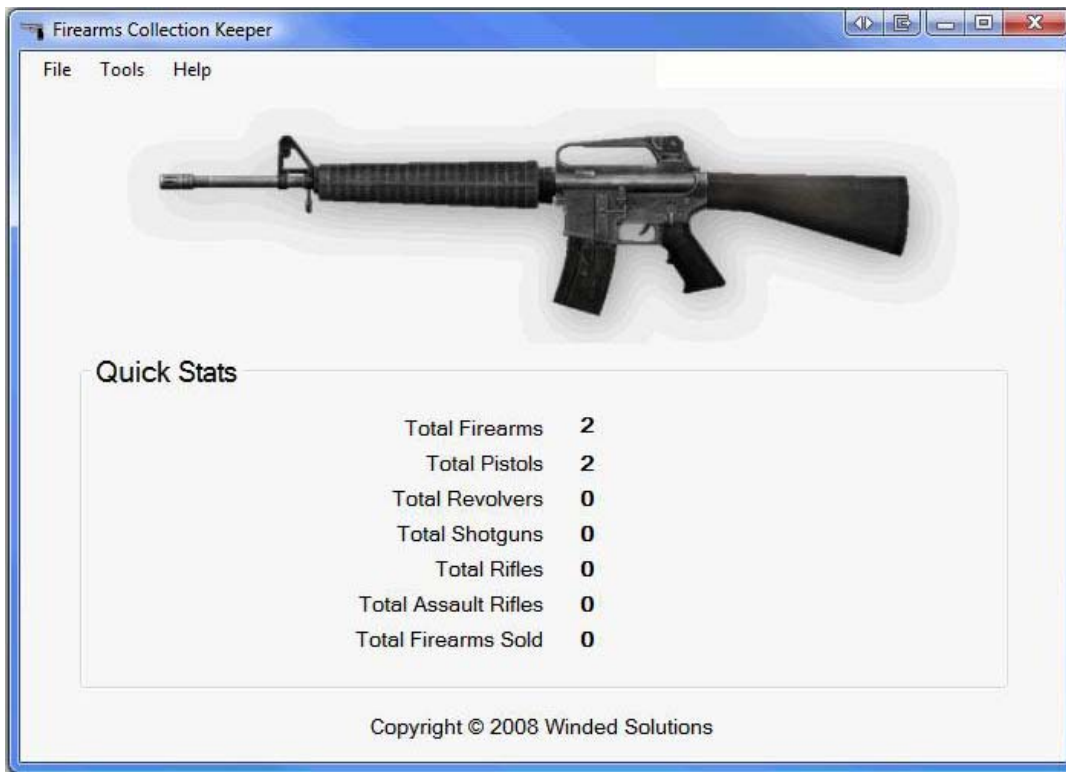 Firearms Collection Keeper
File Tools Help
Quick Stats
Total Firearms 2
Total Pistols 2
Total Revolvers 0
Total Shotguns 0
Total Rifles 0
Total Assault Rifles 0
Total Firearms Sold 0
Copyright © 2008 Winded Solutions